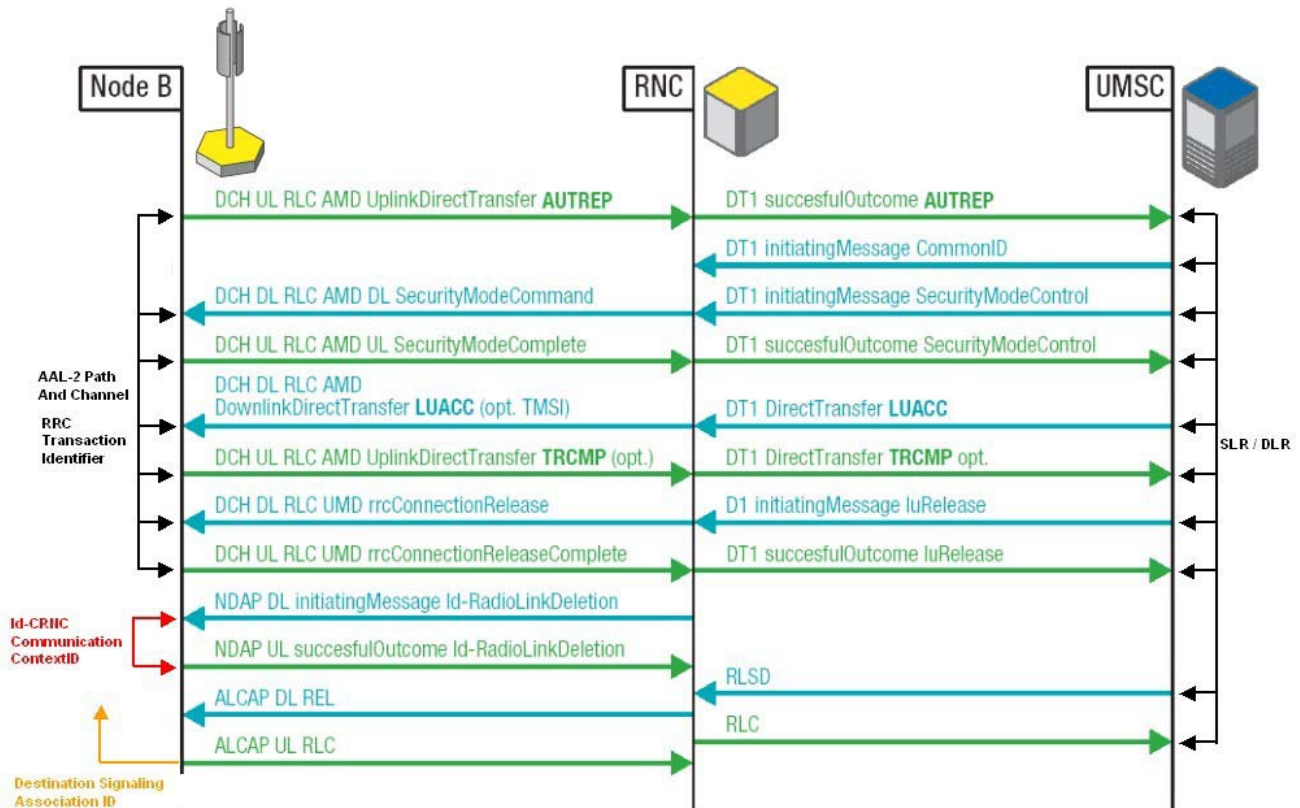 Node B
RNC
UMSC
DCH UL RLC AMD UplinkDirectTransfer AUTREP
DT1 succesfulOutcome AUTREP
DT1 initiatingMessage CommonID
DCH DL RLC AMD DL SecurityModeCommand
DT1 initiatingMessage SecurityModeControl
DCH UL RLC AMD UL SecurityModeComplete
DT1 succesfulOutcome SecurityModeControl
AAL-2 Path
And Channel
RRC
Transaction
Identifier
DCH DL RLC AMD
DownlinkDirectTransfer LUACC (opt. TMSI)
DT1 DirectTransfer LUACC
SLR / DLR
DCH UL RLC AMD UplinkDirectTransfer TRCMP (opt.)
DT1 DirectTransfer TRCMP opt.
DCH DL RLC UMD rrcConnectionRelease
D1 initiatingMessage IuRelease
DCH UL RLC UMD rrcConnectionReleaseComplete
DT1 succesfulOutcome IuRelease
NDAP DL initiatingMessage Id-RadioLinkDeletion
Id-CRNC
Communication
ContextID
NDAP UL succesfulOutcome Id-RadioLinkDeletion
RLSD
ALCAP DL REL
RLC
ALCAP UL RLC
Destination Signaling
Association ID